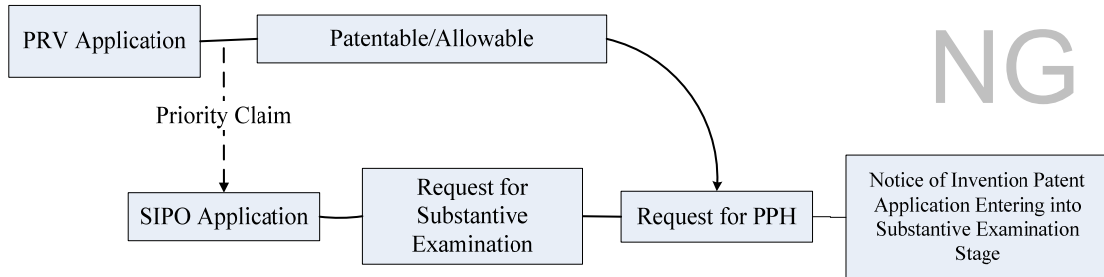 PRV Application
Patentable/Allowable
NG
Priority Claim
SIPO Application
Request for
Substantive
Examination
Request for PPH
Notice of Invention Patent
Application Entering into
Substantive Examination
Stage